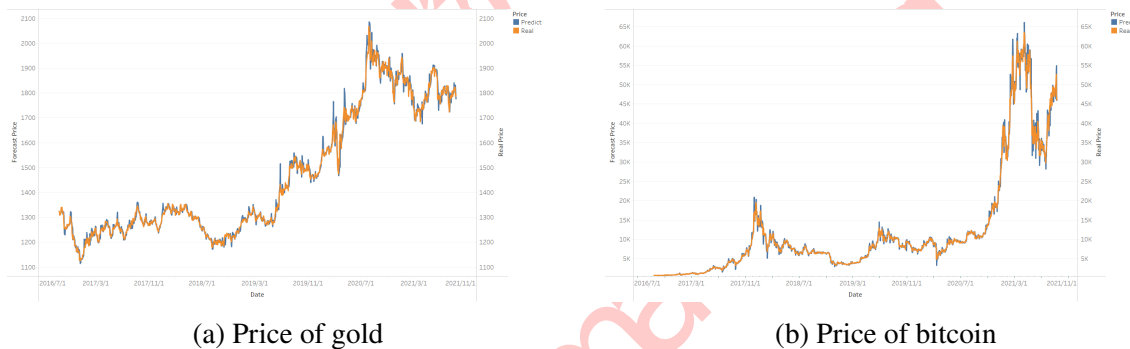 Price
Predict
Real
2100
2000
1900
1800
1700
1600
1500
1400
1300
1200
1100
Forecast Price
2100
2000
1900
1800
1700
1600
1500
1400
1300
1200
1100
Real Price
2016/7/1 2017/3/1 2017/11/1 2018/7/1 2019/3/1 2019/11/1 2020/7/1 2021/3/1 2021/11/1
Date
(a) Price of gold
Price
Pre
Rea
65K
60K
55K
50K
45K
40K
35K
30K
25K
20K
15K
10K
5K
Forecast Price
65K
60K
55K
50K
45K
40K
35K
30K
25K
20K
15K
10K
5K
Real Price
2016/7/1 2017/3/1 2017/11/1 2018/7/1 2019/3/1 2019/11/1 2020/7/1 2021/3/1 2021/11/1
Date
(b) Price of bitcoin